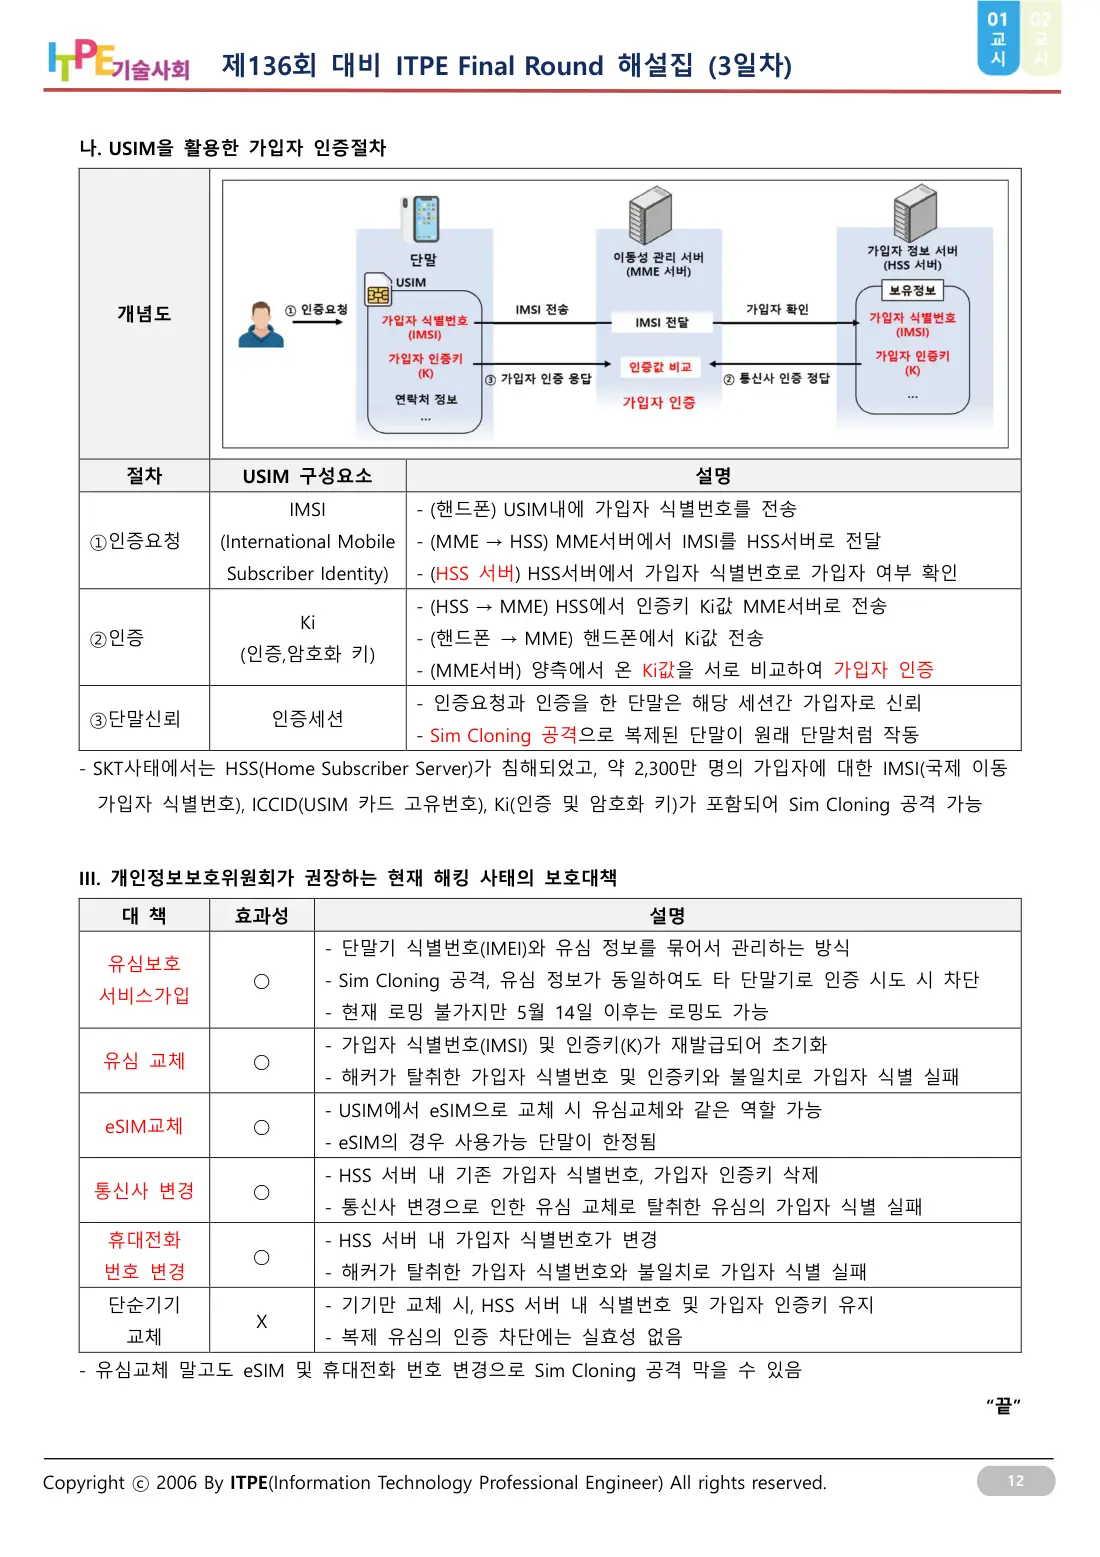 ITPE기술사회 제136회 대비 ITPE Final Round 해설집 (3일차)
01
교
시
02
교
시
나. USIM을 활용한 가입자 인증절차
개념도
단말
USIM
① 인증요청
가입자 식별번호
(IMSI)
가입자 인증키
(K)
연락처 정보
...
IMSI 전송
③ 가입자 인증 응답
이동성 관리 서버
(MME 서버)
IMSI 전달
인증값 비교
가입자 인증
가입자 확인
② 통신사 인증 정답
가입자 정보 서버
(HSS 서버)
보유정보
가입자 식별번호
(IMSI)
가입자 인증키
(K)
...
절차 USIM 구성요소 설명
①인증요청
IMSI
(International Mobile
Subscriber Identity)
- (핸드폰) USIM내에 가입자 식별번호를 전송
- (MME → HSS) MME서버에서 IMSI를 HSS서버로 전달
- (HSS 서버) HSS서버에서 가입자 식별번호로 가입자 여부 확인
②인증
Ki
(인증,암호화 키)
- (HSS → MME) HSS에서 인증키 Ki값 MME서버로 전송
- (핸드폰 → MME) 핸드폰에서 Ki값 전송
- (MME서버) 양측에서 온 Ki값을 서로 비교하여 가입자 인증
③단말신뢰
인증세션
- 인증요청과 인증을 한 단말은 해당 세션간 가입자로 신뢰
- Sim Cloning 공격으로 복제된 단말이 원래 단말처럼 작동
- SKT사태에서는 HSS(Home Subscriber Server)가 침해되었고, 약 2,300만 명의 가입자에 대한 IMSI(국제 이동
가입자 식별번호), ICCID(USIM 카드 고유번호), Ki(인증 및 암호화 키)가 포함되어 Sim Cloning 공격 가능
III. 개인정보보호위원회가 권장하는 현재 해킹 사태의 보호대책
대 책 효과성 설명
유심보호
서비스가입
○
- 단말기 식별번호(IMEI)와 유심 정보를 묶어서 관리하는 방식
- Sim Cloning 공격, 유심 정보가 동일하여도 타 단말기로 인증 시도 시 차단
- 현재 로밍 불가지만 5월 14일 이후는 로밍도 가능
유심 교체
○
- 가입자 식별번호(IMSI) 및 인증키(K)가 재발급되어 초기화
- 해커가 탈취한 가입자 식별번호 및 인증키와 불일치로 가입자 식별 실패
eSIM교체
○
- USIM에서 eSIM으로 교체 시 유심교체와 같은 역할 가능
- eSIM의 경우 사용가능 단말이 한정됨
통신사 변경
○
- HSS 서버 내 기존 가입자 식별번호, 가입자 인증키 삭제
- 통신사 변경으로 인한 유심 교체로 탈취한 유심의 가입자 식별 실패
휴대전화
번호 변경
○
- HSS 서버 내 가입자 식별번호가 변경
- 해커가 탈취한 가입자 식별번호와 불일치로 가입자 식별 실패
단순기기
교체
X
- 기기만 교체 시, HSS 서버 내 식별번호 및 가입자 인증키 유지
- 복제 유심의 인증 차단에는 실효성 없음
- 유심교체 말고도 eSIM 및 휴대전화 번호 변경으로 Sim Cloning 공격 막을 수 있음
“끝”
Copyright ⓒ 2006 By ITPE(Information Technology Professional Engineer) All rights reserved.
12